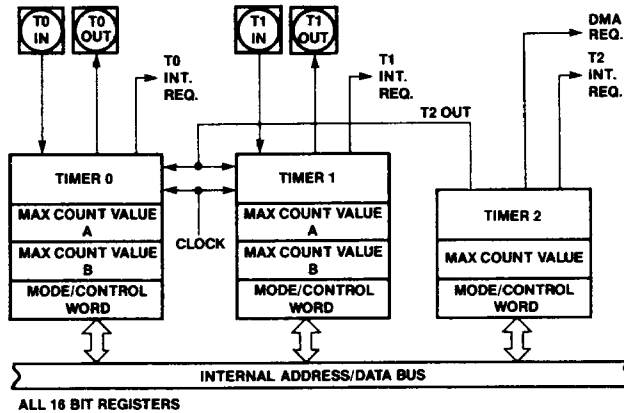 T0 IN
T0 OUT
T1 IN
T1 OUT
DMA REQ.
T0 INT. REQ.
T1 INT. REQ.
T2 INT. REQ.
T2 OUT
TIMER 0
MAX COUNT VALUE A
MAX COUNT VALUE B
MODE/CONTROL WORD
CLOCK
TIMER 1
MAX COUNT VALUE A
MAX COUNT VALUE B
MODE/CONTROL WORD
TIMER 2
MAX COUNT VALUE
MODE/CONTROL WORD
INTERNAL ADDRESS/DATA BUS
ALL 16 BIT REGISTERS